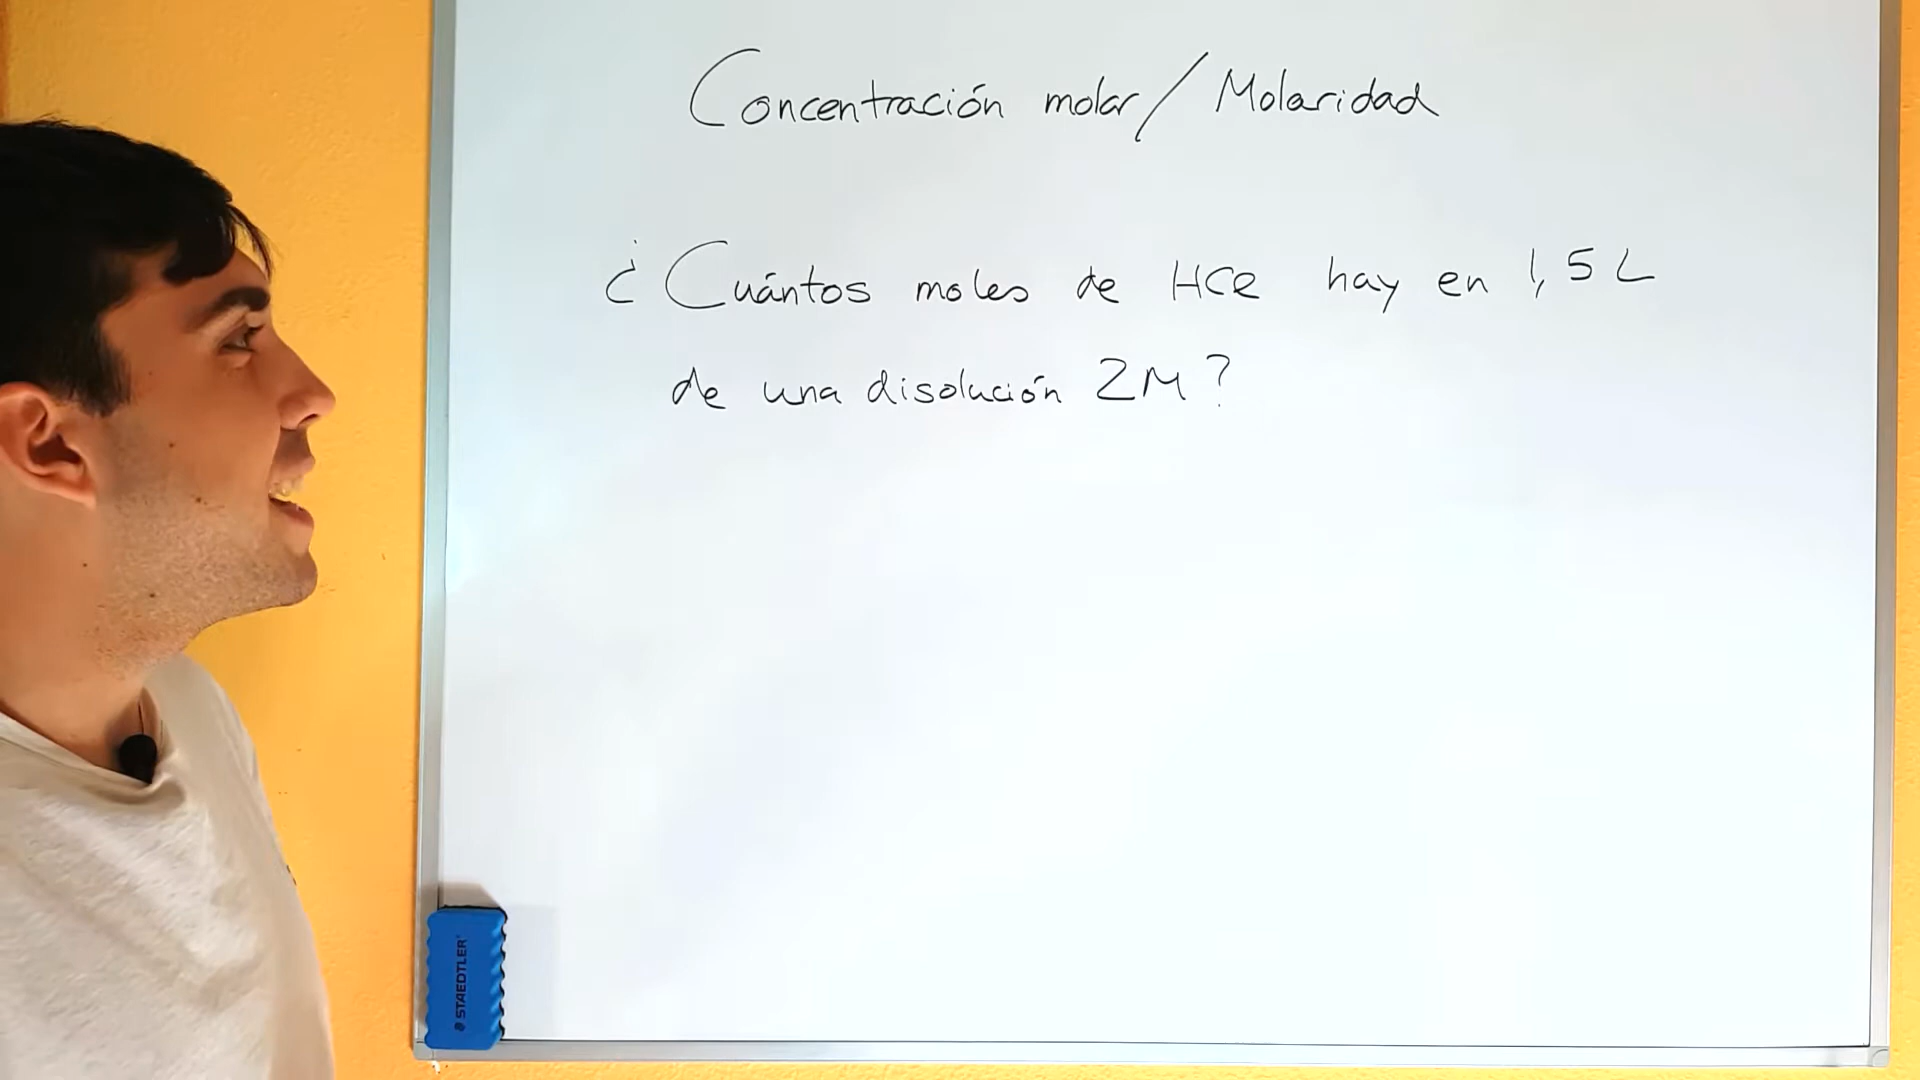 Concentración molar / Molaridad
¿Cuántos moles de HCl hay en 1,5 L
de una disolución 2M?
STAEDTLER